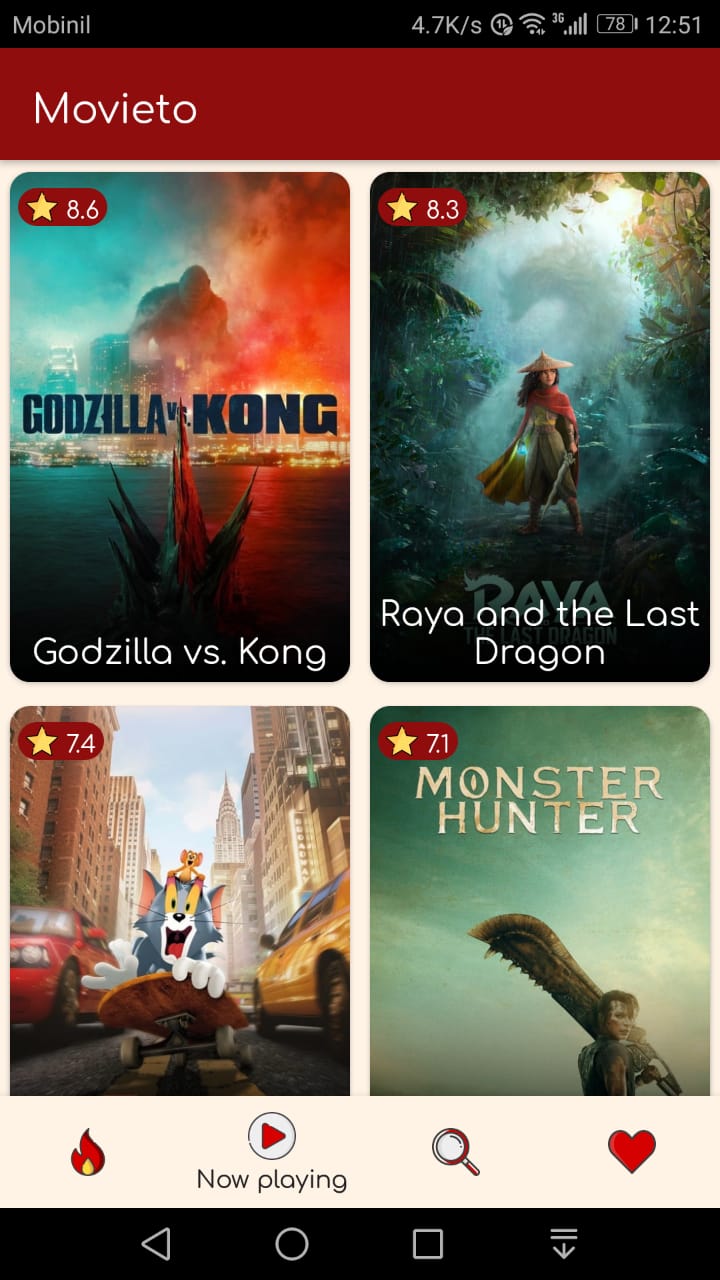 Mobinil 4.7K/s 3G 78 12:51
Movieto
8.6
8.3
GODZILLA VS. KONG
RAYA
THE LAST DRAGON
Godzilla vs. Kong
Raya and the Last
Dragon
7.4
7.1
MONSTER
HUNTER
Now playing